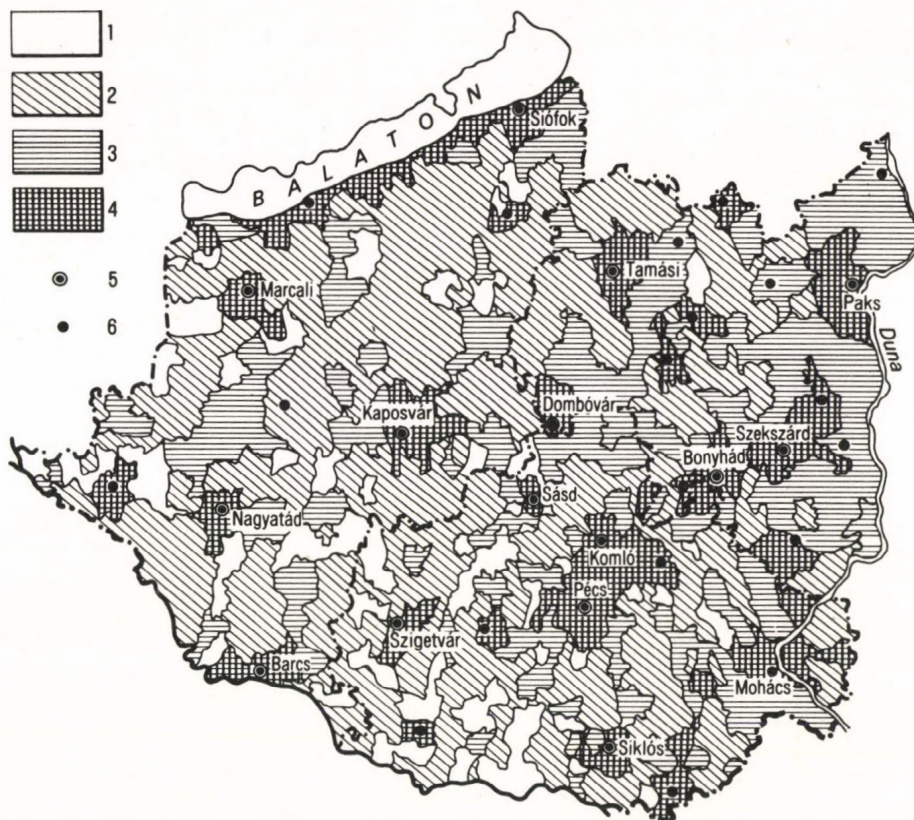 1
2
3
4
5
6
BALATON
Siófok
Marcali
Tamási
Paks
Duna
Kaposvár
Dombóvár
Szekszárd
Bonyhád
Nagyatád
Sásd
Komló
Pécs
Szigetvár
Barcs
Mohács
Siklós